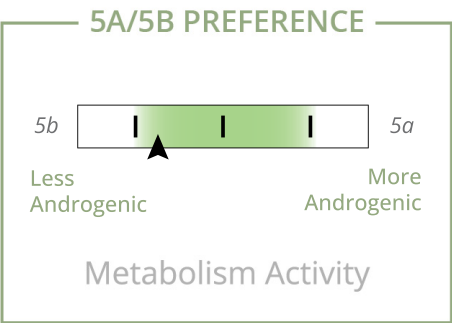 5A/5B PREFERENCE
5b
5a
Less
Androgenic
More
Androgenic
Metabolism Activity